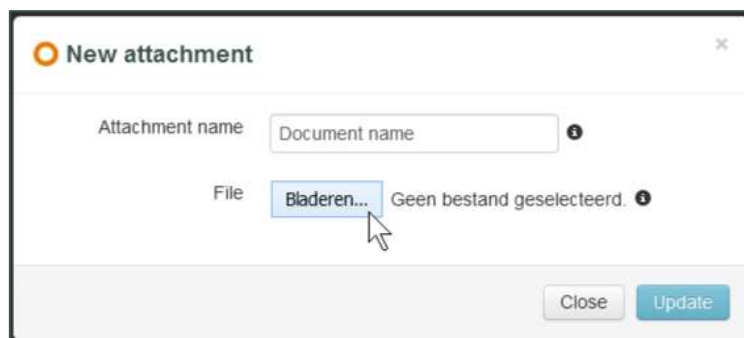 New attachment
×
Attachment name
Document name
File
Bladeren...
Geen bestand geselecteerd.
Close
Update